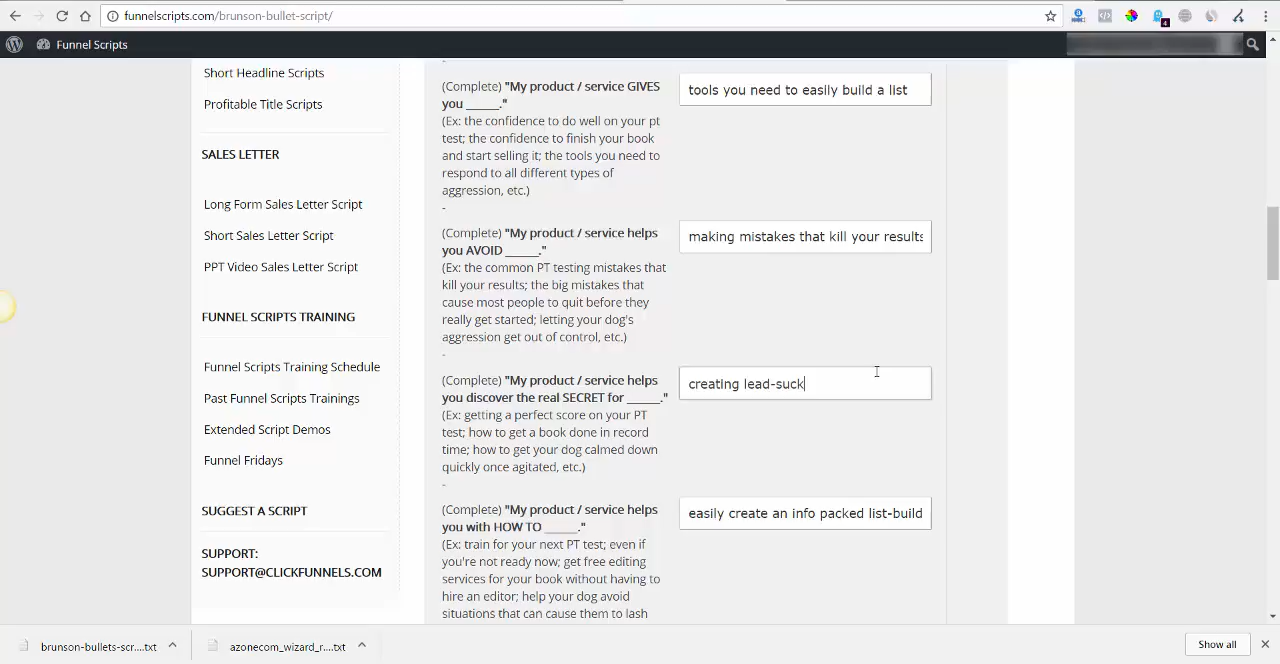 funnelscripts.com/brunson-bullet-script/
4
Funnel Scripts
Short Headline Scripts
Profitable Title Scripts
SALES LETTER
Long Form Sales Letter Script
Short Sales Letter Script
PPT Video Sales Letter Script
FUNNEL SCRIPTS TRAINING
Funnel Scripts Training Schedule
Past Funnel Scripts Trainings
Extended Script Demos
Funnel Fridays
SUGGEST A SCRIPT
SUPPORT:
SUPPORT@CLICKFUNNELS.COM
-
(Complete) "My product / service GIVES
you ______."
(Ex: the confidence to do well on your pt
test; the confidence to finish your book
and start selling it; the tools you need to
respond to all different types of
aggression, etc.)
-
tools you need to easily build a list
(Complete) "My product / service helps
you AVOID ______."
(Ex: the common PT testing mistakes that
kill your results; the big mistakes that
cause most people to quit before they
really get started; letting your dog's
aggression get out of control, etc.)
-
making mistakes that kill your results
(Complete) "My product / service helps
you discover the real SECRET for ______."
(Ex: getting a perfect score on your PT
test; how to get a book done in record
time; how to get your dog calmed down
quickly once agitated, etc.)
-
creating lead-suck
(Complete) "My product / service helps
you with HOW TO ______."
(Ex: train for your next PT test; even if
you're not ready now; get free editing
services for your book without having to
hire an editor; help your dog avoid
situations that can cause them to lash
easily create an info packed list-build
brunson-bullets-scr....txt
azonecom_wizard_r....txt
Show all